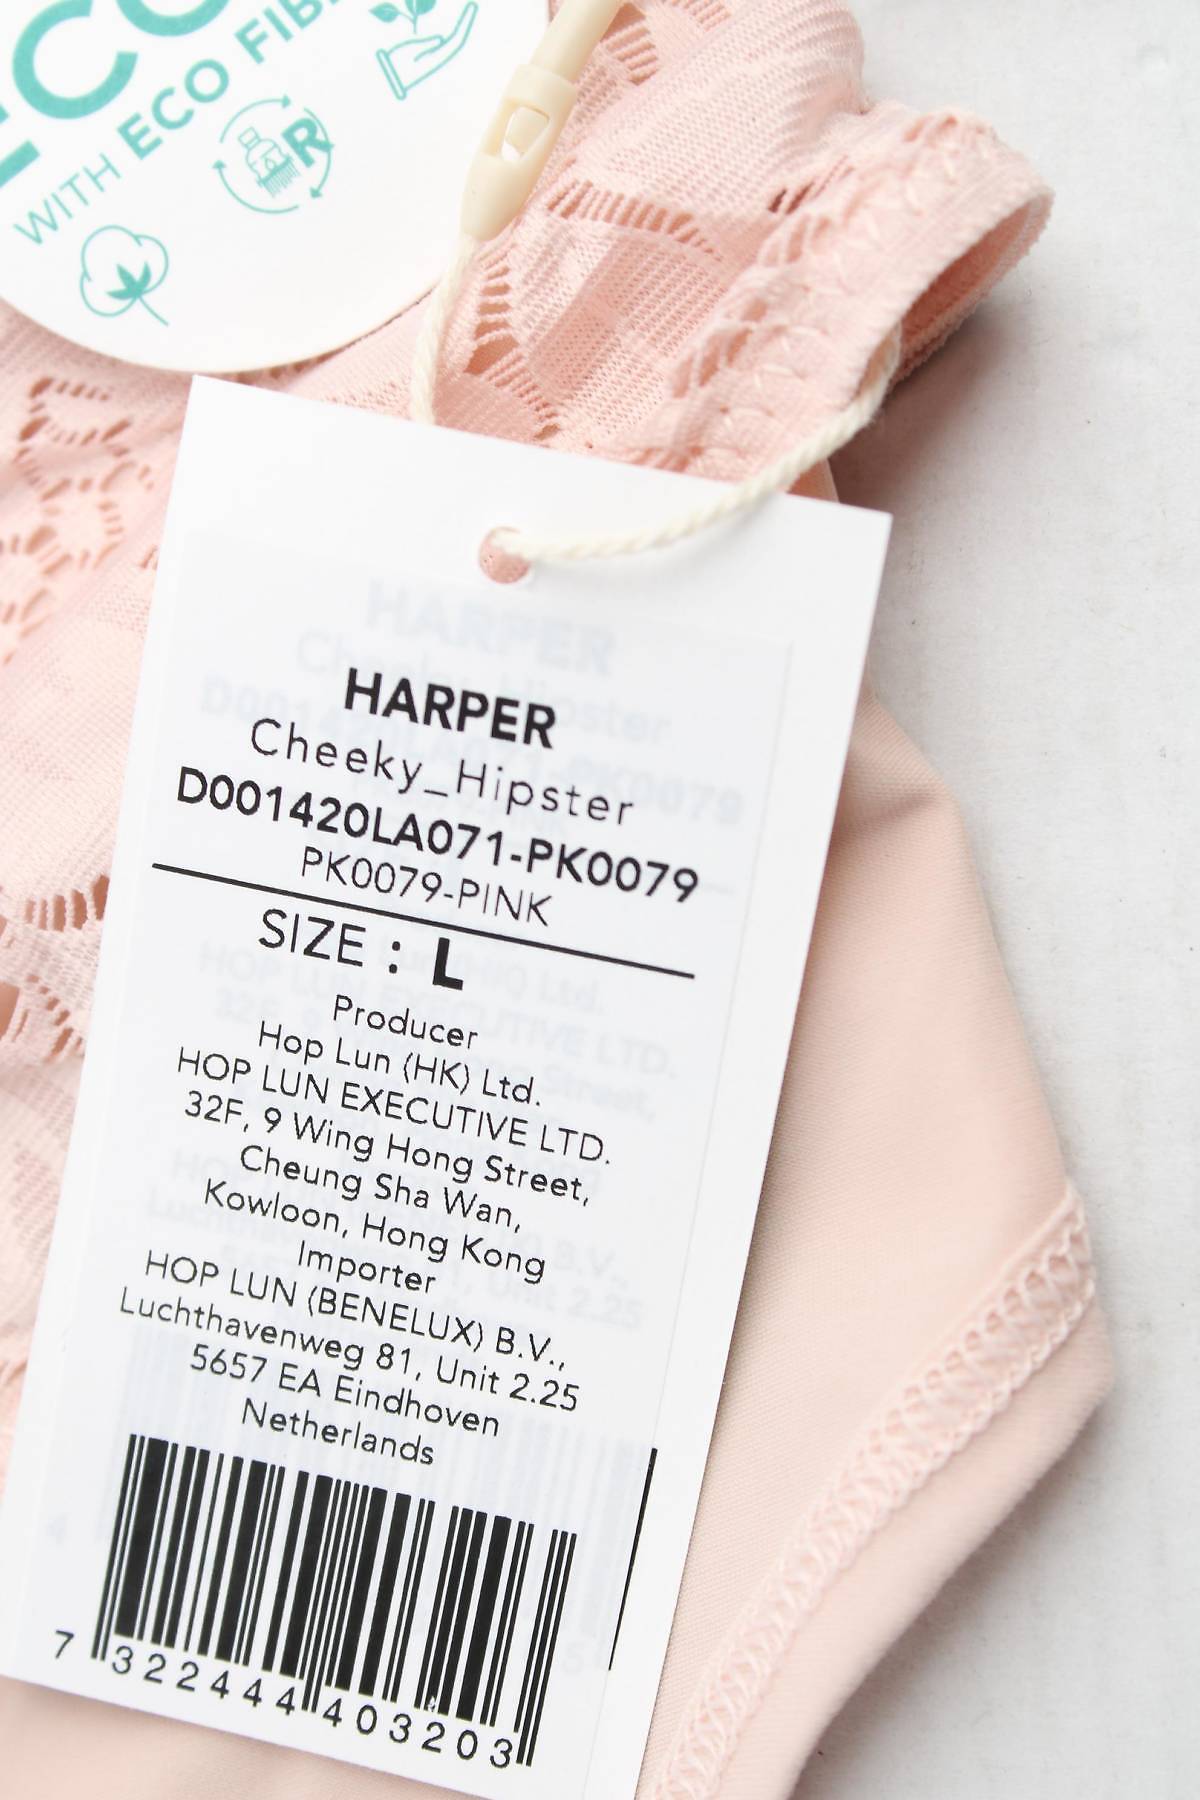 WITH ECO FIB
R
HARPER
Cheeky_Hipster
D001420LA071-PK0079
PK0079-PINK
SIZE : L
Producer
Hop Lun (HK) Ltd.
HOP LUN EXECUTIVE LTD.
32F, 9 Wing Hong Street,
Cheung Sha Wan,
Kowloon, Hong Kong
Importer
HOP LUN (BENELUX) B.V.,
Luchthavenweg 81, Unit 2.25
5657 EA Eindhoven
Netherlands
7 322444 403203